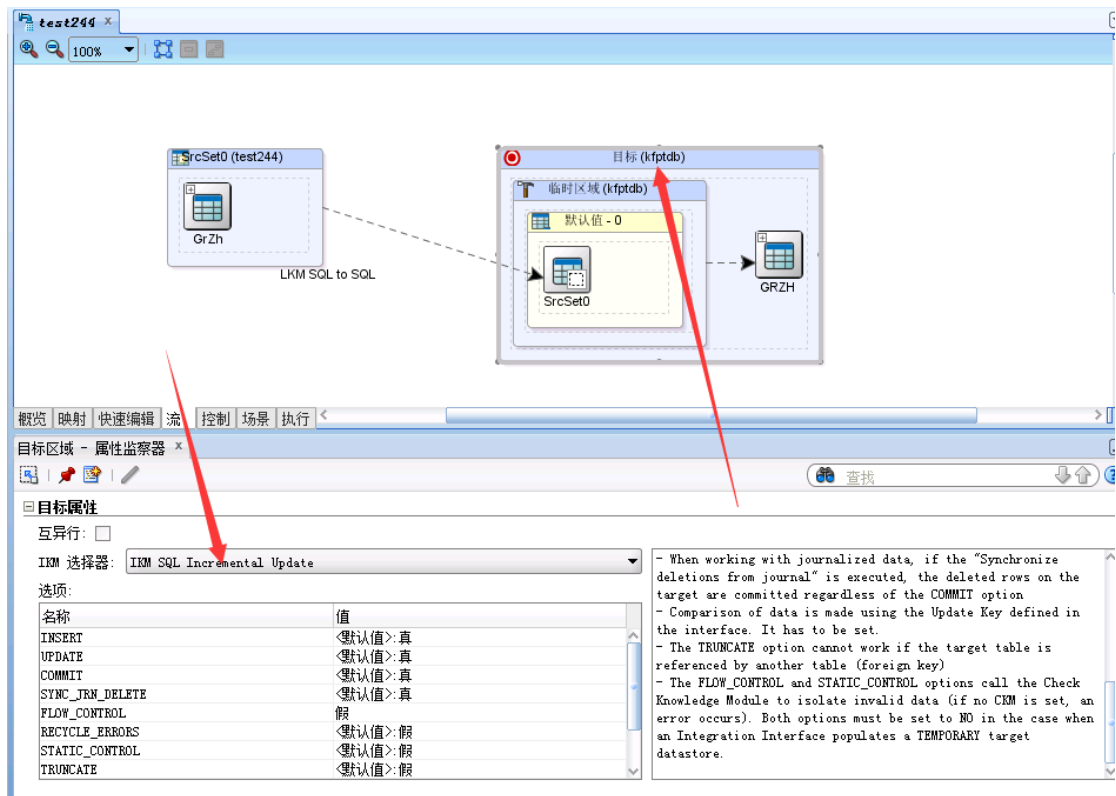 test244
100%
SrcSet0 (test244)
GrZh
LKM SQL to SQL
目标 (kfptdb)
临时区域 (kfptdb)
默认值 - 0
SrcSet0
GRZH
概览 映射 快速编辑 流 控制 场景 执行
目标区域 - 属性监察器
查找
目标属性
互异行:
IKM 选择器: IKM SQL Incremental Update
选项:
名称 值
INSERT <默认值>:真
UPDATE <默认值>:真
COMMIT <默认值>:真
SYNC_JRN_DELETE <默认值>:真
FLOW_CONTROL 假
RECYCLE_ERRORS <默认值>:假
STATIC_CONTROL <默认值>:假
TRUNCATE <默认值>:假
- When working with journalized data, if the "Synchronize
deletions from journal" is executed, the deleted rows on the
target are committed regardless of the COMMIT option
- Comparison of data is made using the Update Key defined in
the interface. It has to be set.
- The TRUNCATE option cannot work if the target table is
referenced by another table (foreign key)
- The FLOW_CONTROL and STATIC_CONTROL options call the Check
Knowledge Module to isolate invalid data (if no CKM is set, an
error occurs). Both options must be set to NO in the case when
an Integration Interface populates a TEMPORARY target
datastore.